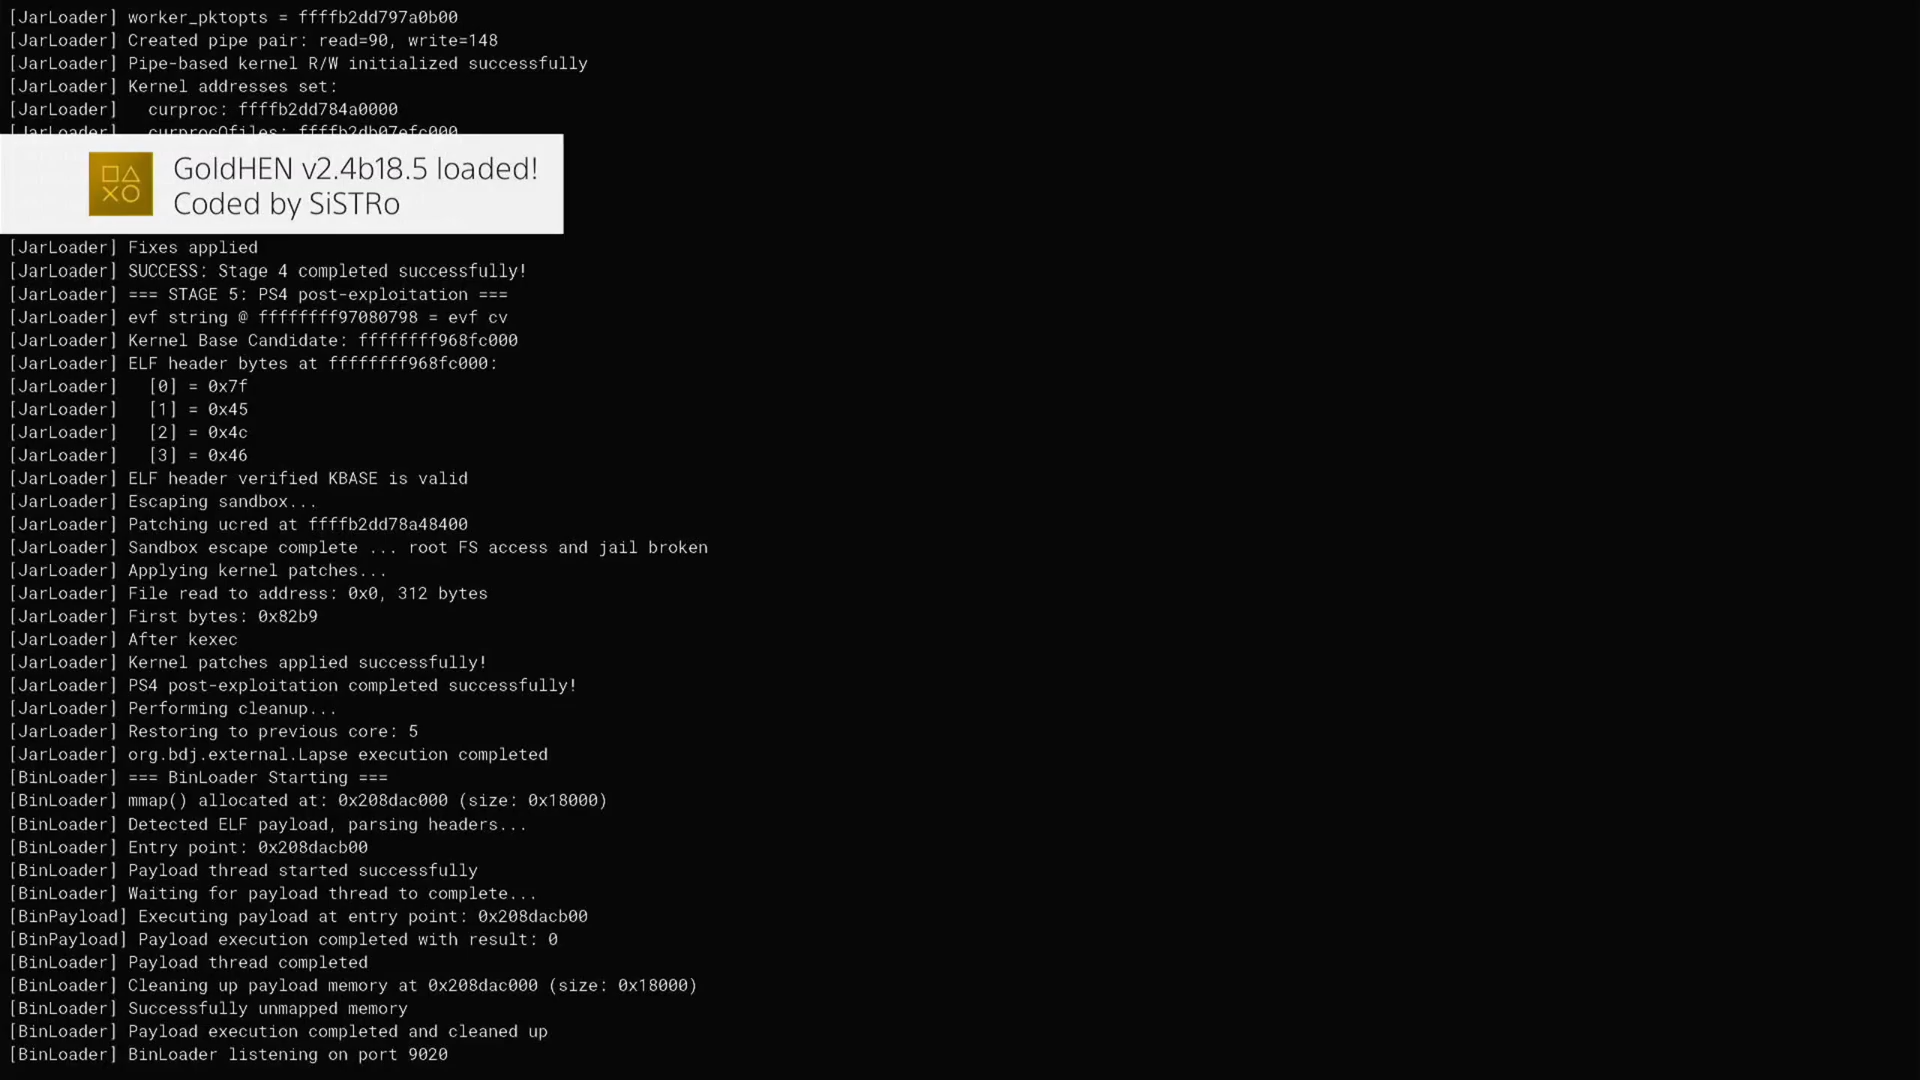 [JarLoader] worker_pktopts = ffffb2dd797a0b00
[JarLoader] Created pipe pair: read=90, write=148
[JarLoader] Pipe-based kernel R/W initialized successfully
[JarLoader] Kernel addresses set:
[JarLoader]   curproc: ffffb2dd784a0000
[JarLoader]   curprocOfiles: ffffb2db07efc000
GoldHEN v2.4b18.5 loaded!
Coded by SiSTRo
[JarLoader] Fixes applied
[JarLoader] SUCCESS: Stage 4 completed successfully!
[JarLoader] === STAGE 5: PS4 post-exploitation ===
[JarLoader] evf string @ ffffffff97080798 = evf cv
[JarLoader] Kernel Base Candidate: ffffffff968fc000
[JarLoader] ELF header bytes at ffffffff968fc000:
[JarLoader]   [0] = 0x7f
[JarLoader]   [1] = 0x45
[JarLoader]   [2] = 0x4c
[JarLoader]   [3] = 0x46
[JarLoader] ELF header verified KBASE is valid
[JarLoader] Escaping sandbox...
[JarLoader] Patching ucred at ffffb2dd78a48400
[JarLoader] Sandbox escape complete ... root FS access and jail broken
[JarLoader] Applying kernel patches...
[JarLoader] File read to address: 0x0, 312 bytes
[JarLoader] First bytes: 0x82b9
[JarLoader] After kexec
[JarLoader] Kernel patches applied successfully!
[JarLoader] PS4 post-exploitation completed successfully!
[JarLoader] Performing cleanup...
[JarLoader] Restoring to previous core: 5
[JarLoader] org.bdj.external.Lapse execution completed
[BinLoader] === BinLoader Starting ===
[BinLoader] mmap() allocated at: 0x208dac000 (size: 0x18000)
[BinLoader] Detected ELF payload, parsing headers...
[BinLoader] Entry point: 0x208dacb00
[BinLoader] Payload thread started successfully
[BinLoader] Waiting for payload thread to complete...
[BinPayload] Executing payload at entry point: 0x208dacb00
[BinPayload] Payload execution completed with result: 0
[BinLoader] Payload thread completed
[BinLoader] Cleaning up payload memory at 0x208dac000 (size: 0x18000)
[BinLoader] Successfully unmapped memory
[BinLoader] Payload execution completed and cleaned up
[BinLoader] BinLoader listening on port 9020